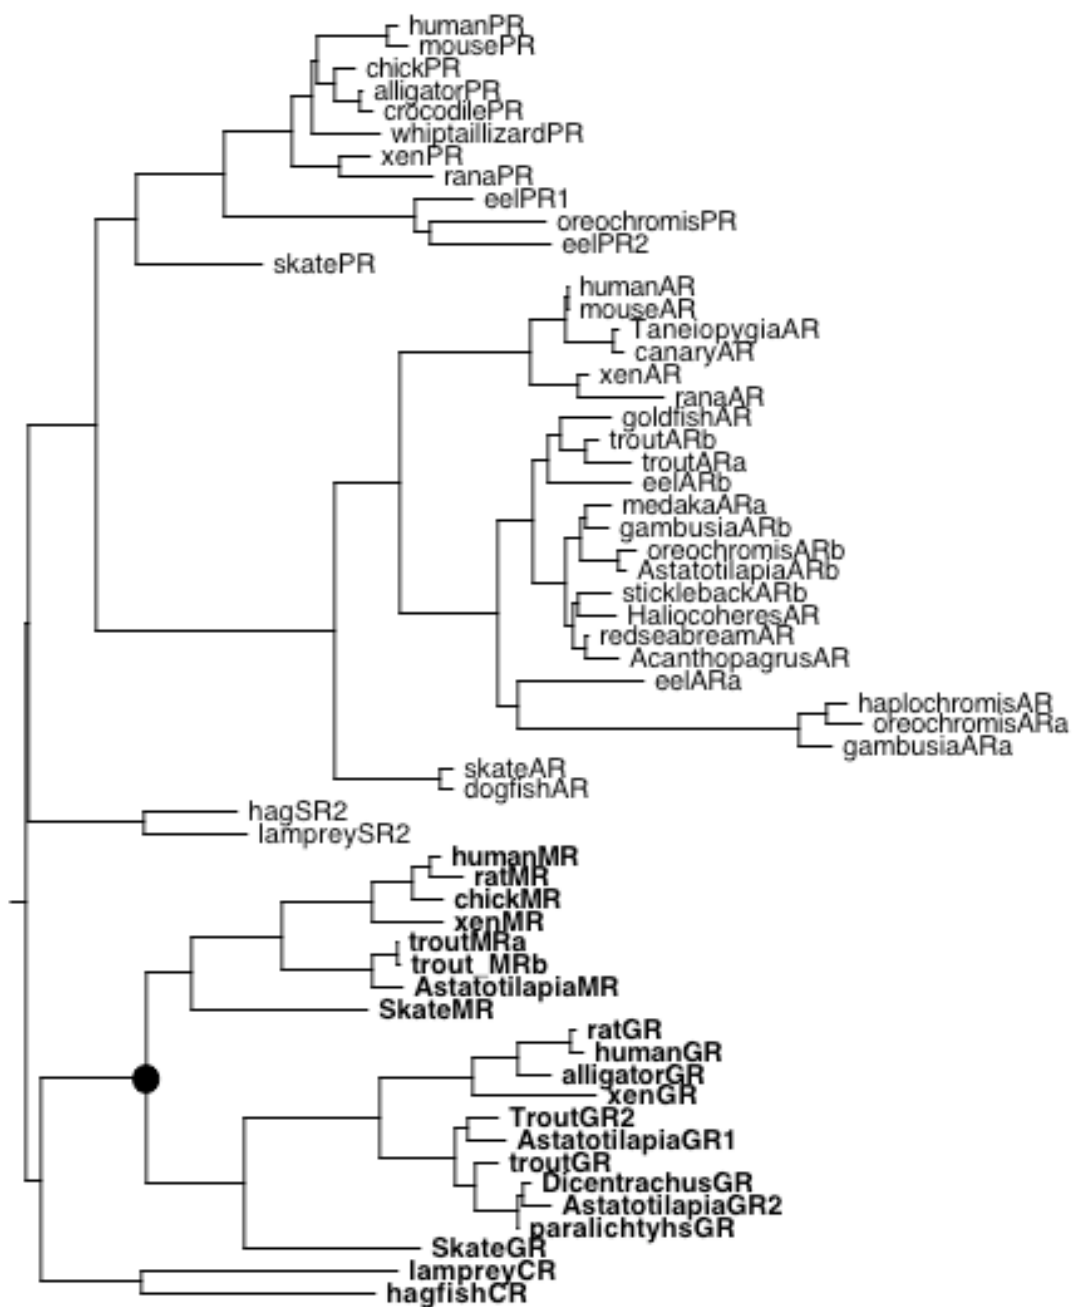 humanPR
mousePR
chickPR
alligatorPR
crocodilePR
whiptaillizardPR
xenPR
ranaPR
eelPR1
oreochromisPR
eelPR2
skatePR
humanAR
mouseAR
TaneiopygiaAR
canaryAR
xenAR
ranaAR
goldfishAR
troutARb
troutARa
eelARb
medakaARa
gambusiaARb
oreochromisARb
AstatotilapiaARb
sticklebackARb
HaliocoheresAR
redseabreamAR
AcanthopagrusAR
eelARa
haplochromisAR
oreochromisARa
gambusiaARa
skateAR
dogfishAR
hagSR2
lampreySR2
humanMR
ratMR
chickMR
xenMR
troutMRa
trout_MRb
AstatotilapiaMR
SkateMR
ratGR
humanGR
alligatorGR
xenGR
TroutGR2
AstatotilapiaGR1
troutGR
DicentrachusGR
AstatotilapiaGR2
paralichtyhsGR
SkateGR
lampreyCR
hagfishCR